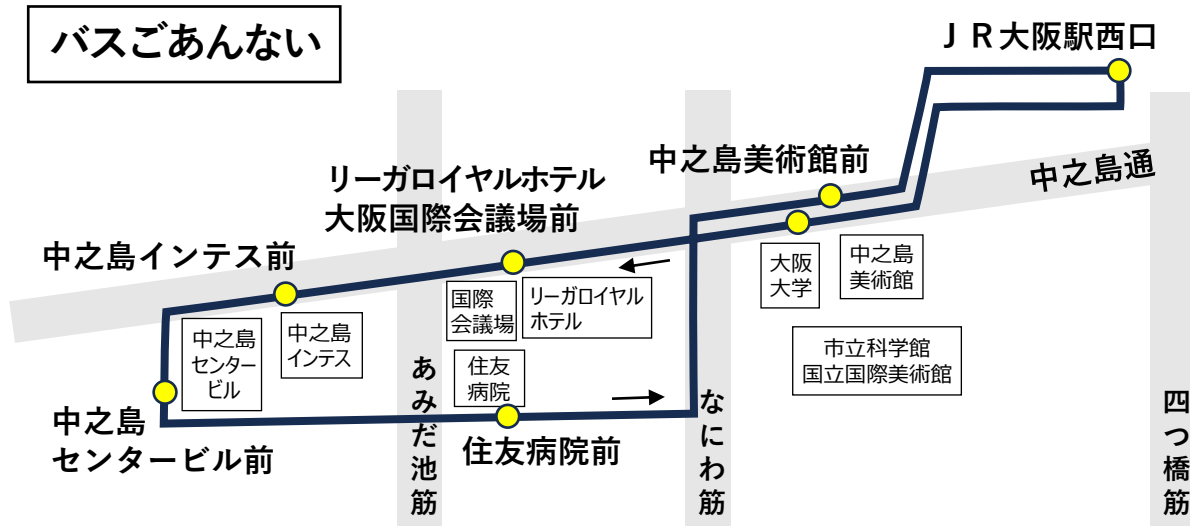 バスごあんない
ＪＲ大阪駅西口
中之島美術館前
中之島通
リーガロイヤルホテル
大阪国際会議場前
中之島インテス前
大阪
大学
中之島
美術館
国際
会議場
リーガロイヤル
ホテル
中之島
センター
ビル
中之島
インテス
市立科学館
国立国際美術館
住友
病院
あみだ池筋
なにわ筋
四つ橋筋
中之島
センタービル前
住友病院前